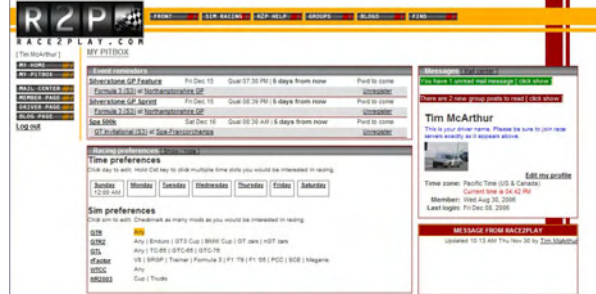 R2P
RACE2PLAY.COM
FRONT SIM-RACING R2P-HELP GROUPS BLOGS FIND
[Tim McArthur]
MY-HOME
MY-PITBOX
MAIL-CENTER
MEMBER PAGE
DRIVER PAGE
BLOG PAGE
Log out
MY PITBOX
Event reminders
Silverstone GP Feature Fri Dec 15 Qual 07:30 PM | 6 days from now Pwd to come
Formula 3 (S3) at Northamptonshire GP Unregister
Silverstone GP Sprint Fri Dec 15 Qual 08:30 PM | 6 days from now Pwd to come
Formula 3 (S3) at Northamptonshire GP Unregister
Spa 500k Sat Dec 16 Qual 08:30 AM | 6 days from now Pwd to come
GT Invitational (S3) at Spa-Francorchamps Unregister
Racing preferences [ Show / hide ]
Time preferences
Click day to edit. Hold Ctrl key to click multiple time slots you would be interested in racing.
Sunday Monday Tuesday Wednesday Thursday Friday Saturday
12:00 AM
Sim preferences
Click sim to edit. Checkmark as many mods as you would be interested in racing.
GTR Any
GTR2 Any | Enduro | GT3 Cup | BMW Cup | GT cars | nGT cars
GTL Any | TC-65 | GTC-65 | GTC-76
rFactor V8 | SRGP | Trainer | Formula 3 | F1 '79 | F1 '05 | PCC | SCE | Megane
WTCC Any
NR2003 Cup | Trucks
Messages
You have 1 unread mail message [ click show ]
There are 2 new group posts to read [ click show ]
Tim McArthur
This is your driver name. Please be sure to join race
servers exactly as it appears above.
Edit my profile
Time zone: Pacific Time (US & Canada)
Current time is 04:42 PM
Member: Wed Aug 30, 2006
Last login: Fri Dec 08, 2006
MESSAGE FROM RACE2PLAY
Updated 10:13 AM Thu Nov 30 by Tim McArthur